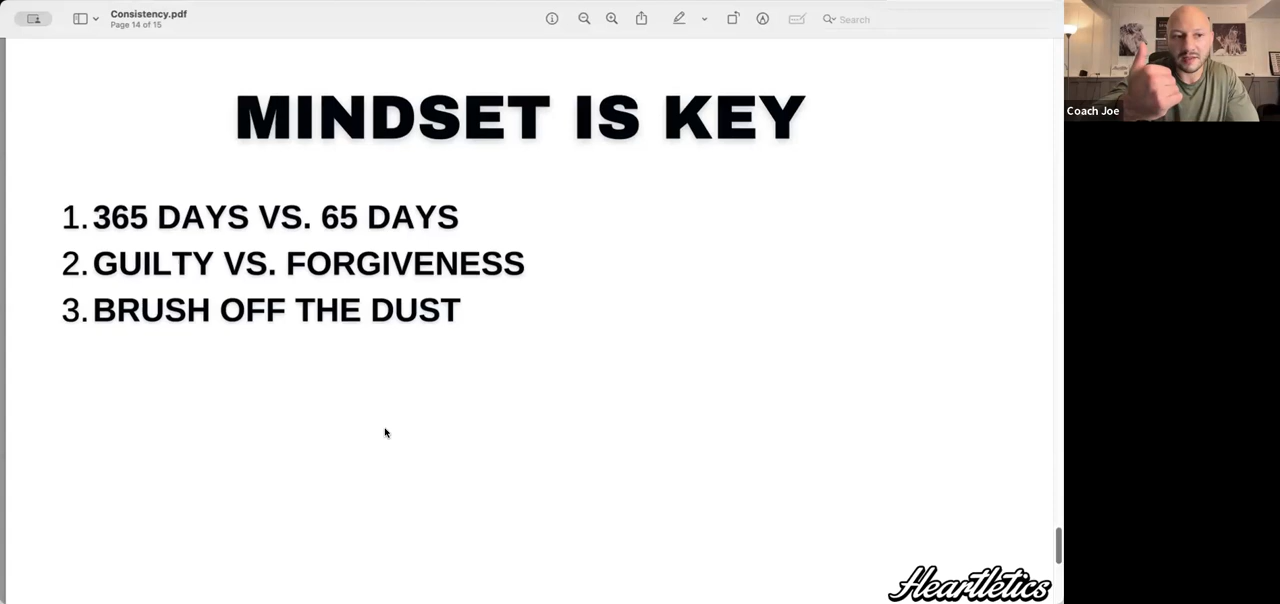 Consistency.pdf
Page 14 of 15
Search
Coach Joe
MINDSET IS KEY
1. 365 DAYS VS. 65 DAYS
2. GUILTY VS. FORGIVENESS
3. BRUSH OFF THE DUST
Heartletics